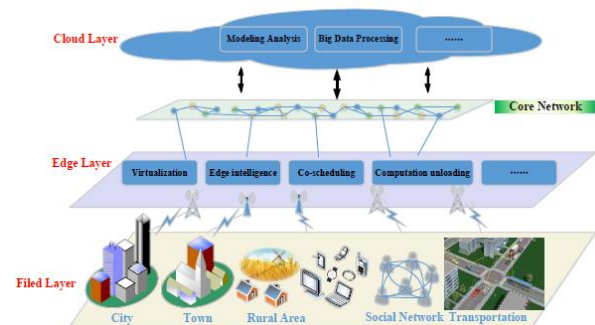 Cloud Layer
Modeling Analysis
Big Data Processing
......
Core Network
Edge Layer
Virtualization
Edge intelligence
Co-scheduling
Computation unloading
......
Filed Layer
City
Town
Rural Area
Social Network
Transportation